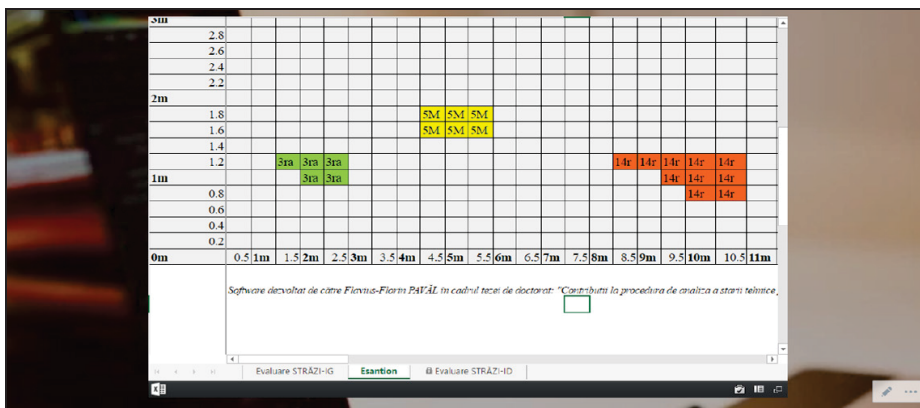 3m
2.8
2.6
2.4
2.2
2m
1.8 5M 5M 5M
1.6 5M 5M 5M
1.4
1.2 3ra 3ra 3ra 14r 14r 14r 14r 14r
1m 3ra 3ra 14r 14r 14r
0.8 14r 14r
0.6
0.4
0.2
0m 0.5 1m 1.5 2m 2.5 3m 3.5 4m 4.5 5m 5.5 6m 6.5 7m 7.5 8m 8.5 9m 9.5 10m 10.5 11m
Software dezvoltat de către Flavius-Florin PAVĂL în cadrul tezei de doctorat: "Contributii la procedura de analiza a starii tehnice
Evaluare STRĂZI-IG Esantion Evaluare STRĂZI-ID